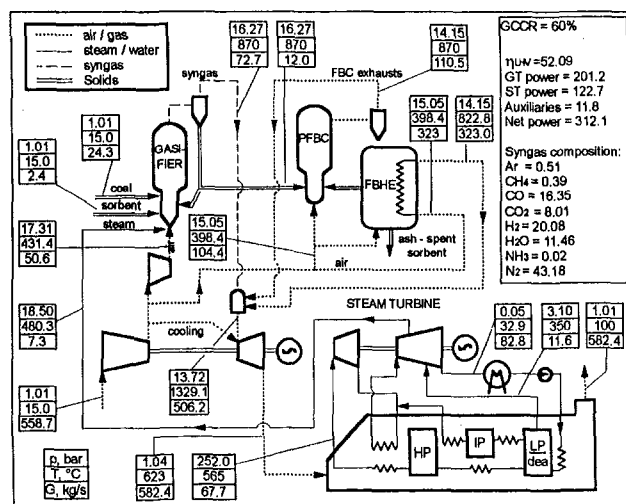 air / gas
steam / water
syngas
Solids
16.27
870
72.7
16.27
870
12.0
14.15
870
110.5
GCCR = 60%
ηLHV =52.09
GT power = 201.2
ST power = 122.7
Auxiliaries = 11.8
Net power = 312.1
Syngas composition:
Ar = 0.51
CH4 = 0.39
CO = 16.35
CO2 = 8.01
H2 = 20.08
H2O = 11.46
NH3 = 0.02
N2 = 43.18
syngas
FBC exhausts
15.05
398.4
323
14.15
822.8
323.0
1.01
15.0
24.3
1.01
15.0
2.4
GASI-
FIER
PFBC
FBHE
coal
sorbent
steam
air
17.31
431.4
50.6
15.05
398.4
104.4
ash - spent
sorbent
air
18.50
480.3
7.3
cooling
STEAM TURBINE
0.05
32.9
82.8
3.10
350
11.6
1.01
100
582.4
13.72
1329.1
506.2
1.01
15.0
558.7
p, bar
T, °C
G, kg/s
1.04
623
582.4
252.0
565
67.7
HP
IP
LP
dea